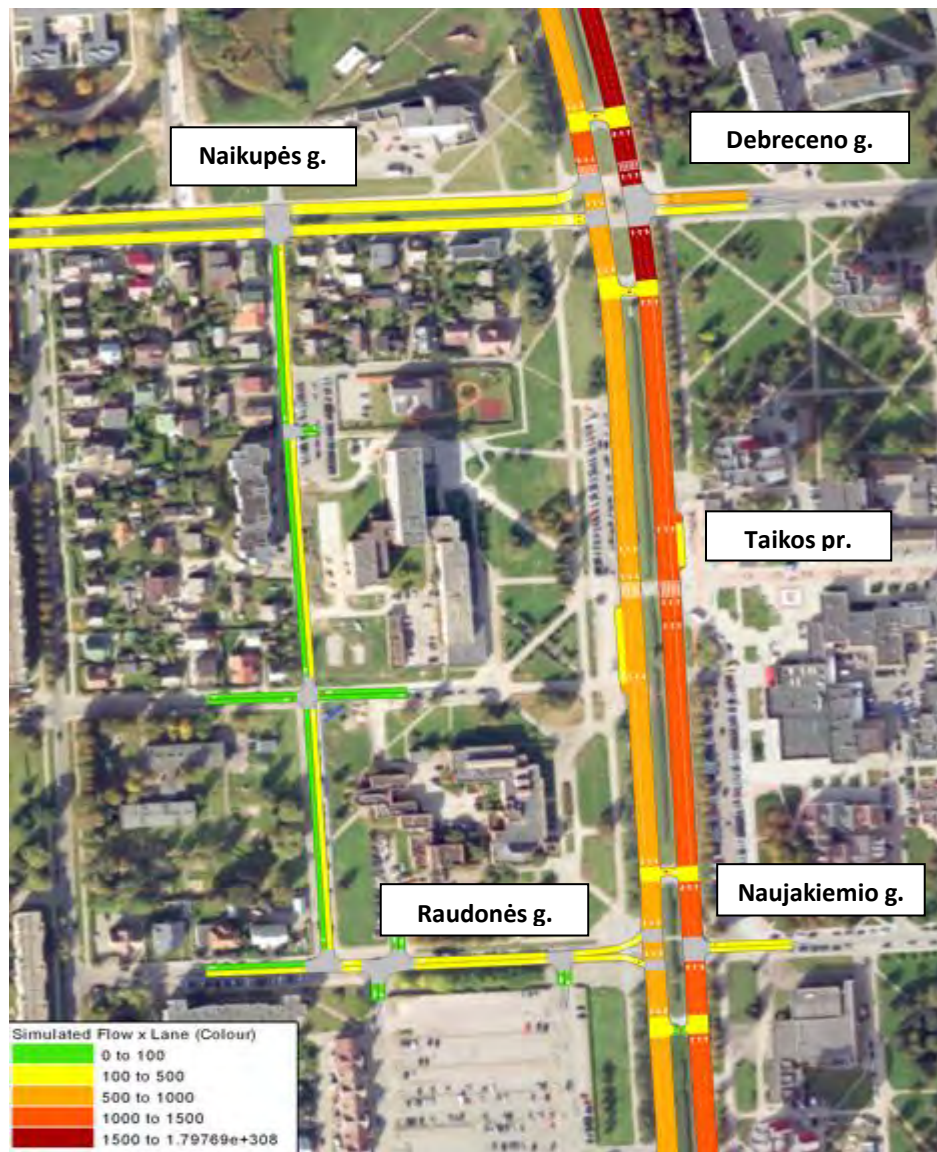 Naikupės g.
Debreceno g.
Taikos pr.
Naujakiemio g.
Raudonės g.
Simulated Flow x Lane (Colour)
0 to 100
100 to 500
500 to 1000
1000 to 1500
1500 to 1.79769e+308